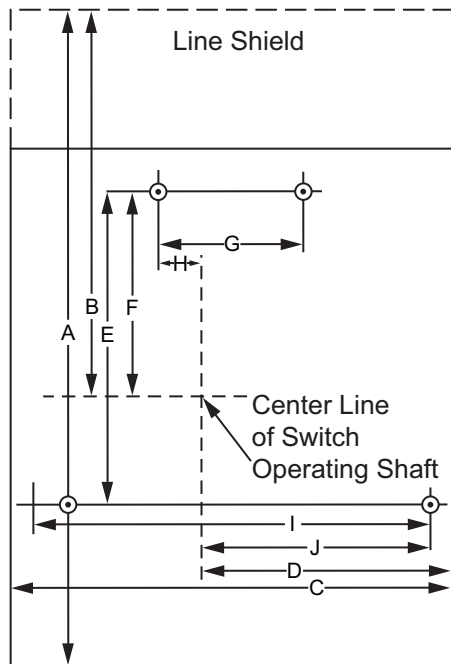 Line Shield
G
H
B
F
A
E
Center Line
of Switch
Operating Shaft
I
J
D
C